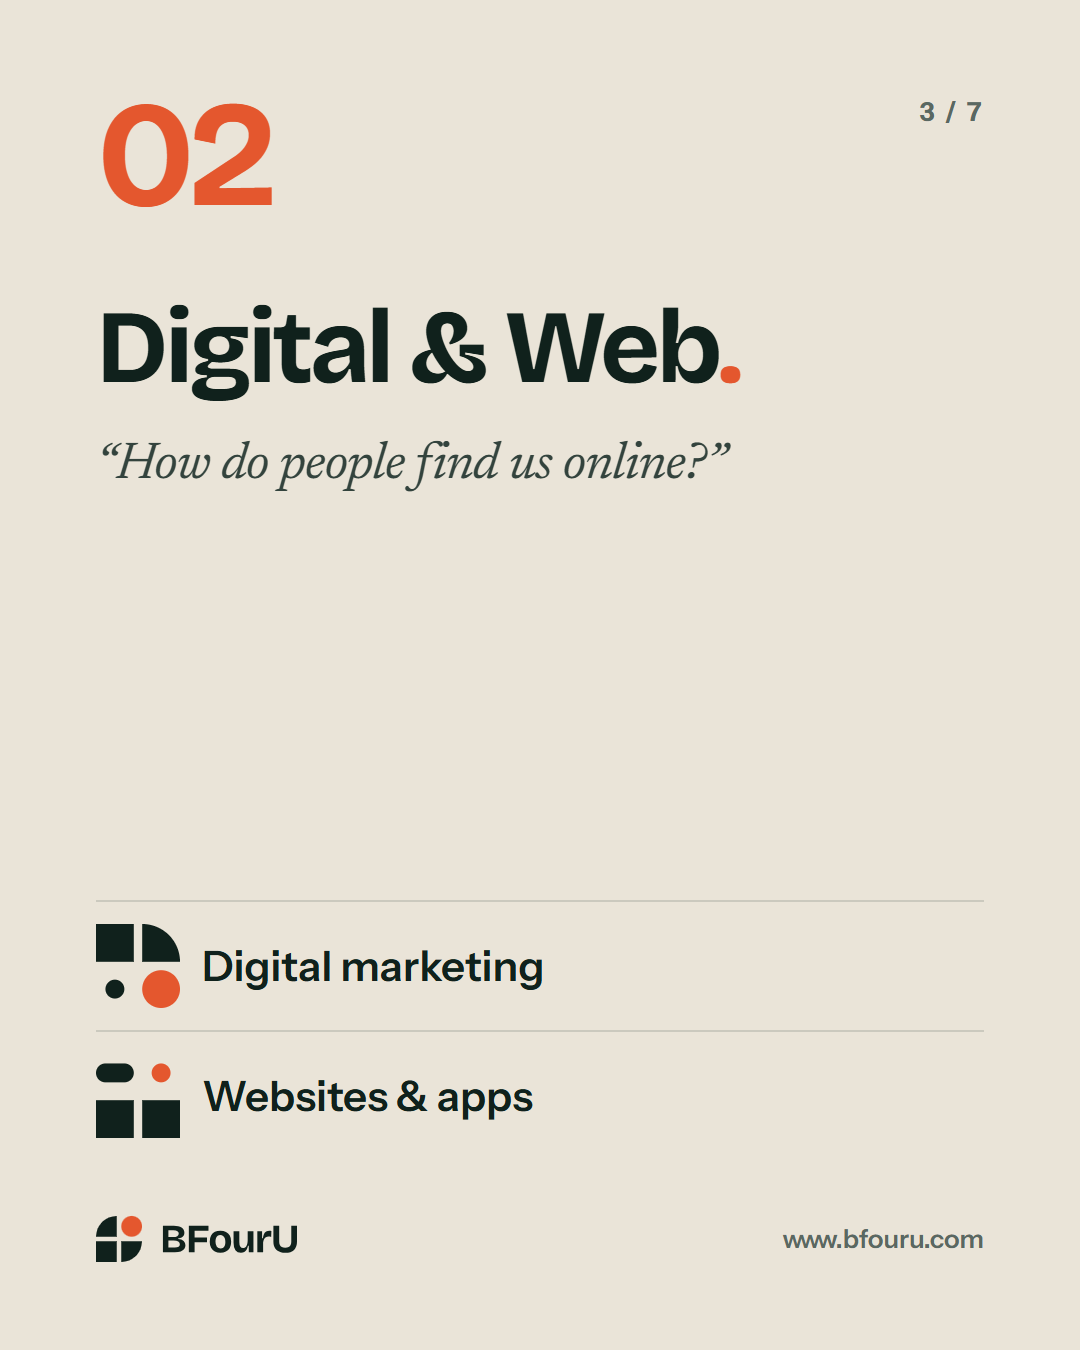 02
3 / 7
Digital & Web.
“How do people find us online?”
Digital marketing
Websites & apps
BFourU
www.bfouru.com